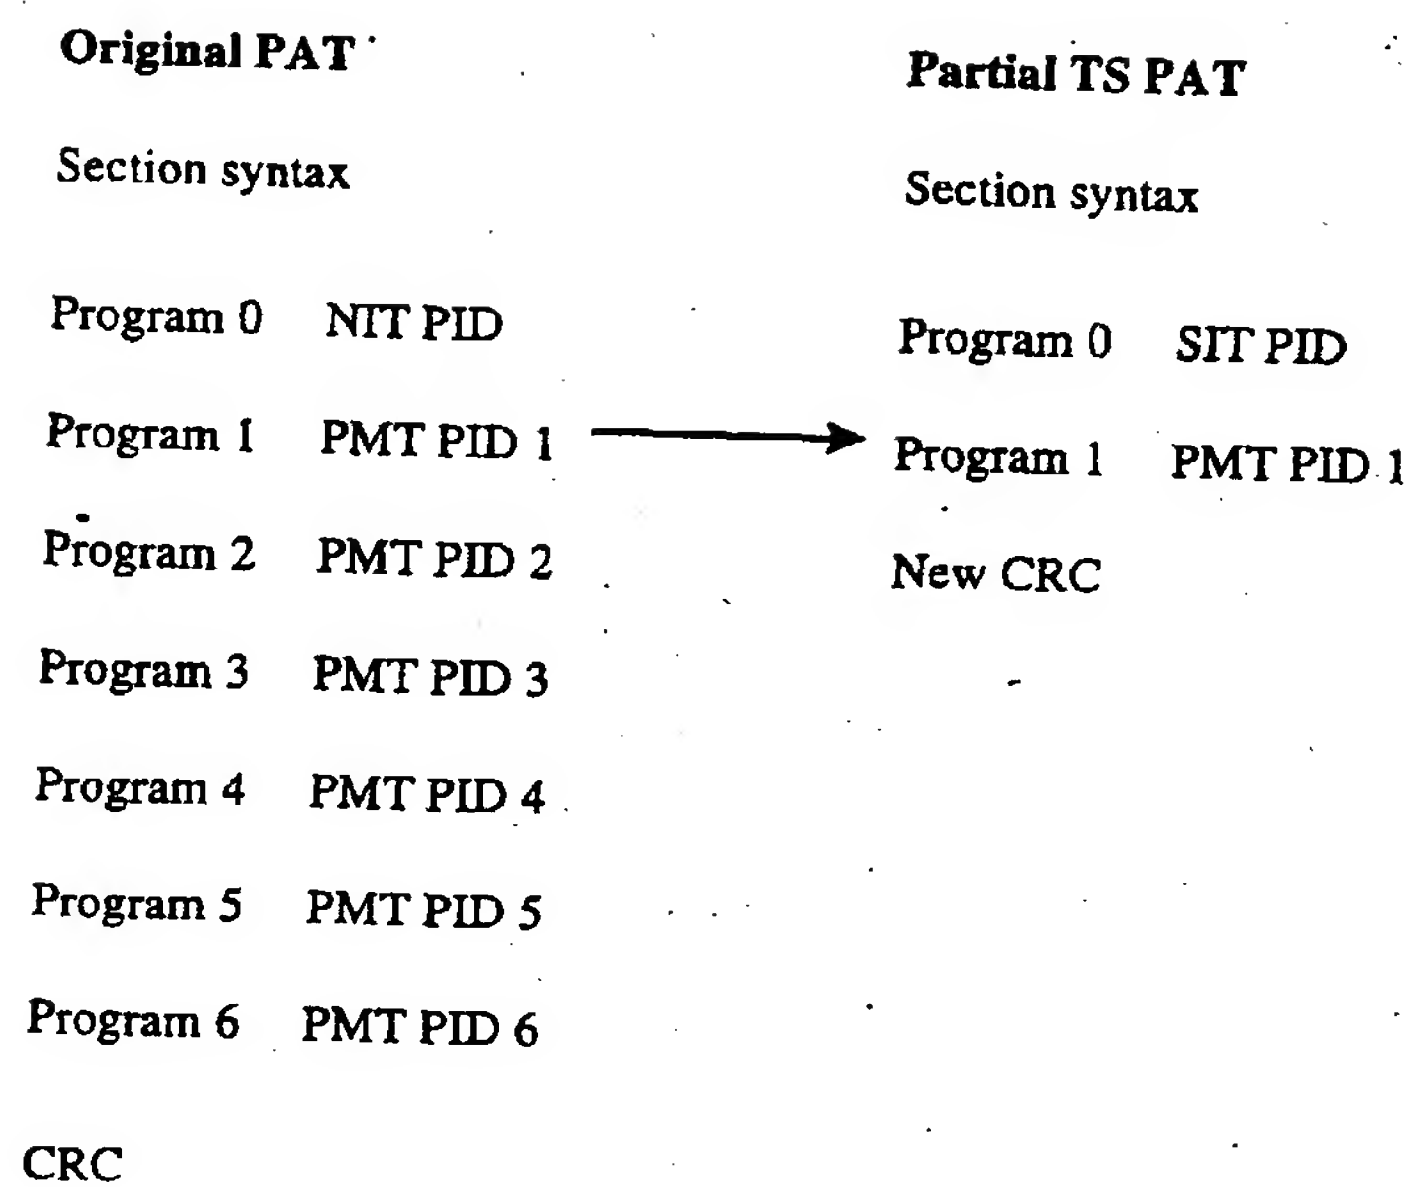 Original PAT
Section syntax
Program 0 NIT PID
Program 1 PMT PID 1
Program 2 PMT PID 2
Program 3 PMT PID 3
Program 4 PMT PID 4
Program 5 PMT PID 5
Program 6 PMT PID 6
CRC
Partial TS PAT
Section syntax
Program 0 SIT PID
Program 1 PMT PID 1
New CRC